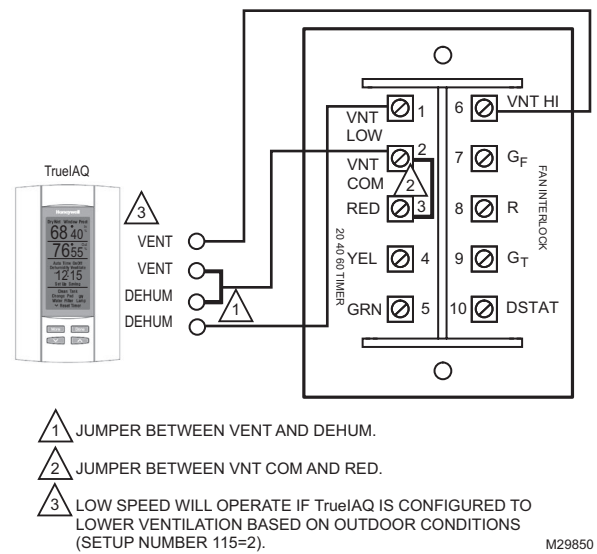 TrueIAQ
Honeywell
68 40
76 55
12:15
3
VENT
VENT
DEHUM
DEHUM
1
VNT LOW
1
VNT COM
2
2
RED
3
YEL
4
GRN
5
20 40 60 TIMER
6
VNT HI
7
GF
8
R
9
GT
10
DSTAT
FAN INTERLOCK
1 JUMPER BETWEEN VENT AND DEHUM.
2 JUMPER BETWEEN VNT COM AND RED.
3 LOW SPEED WILL OPERATE IF TrueIAQ IS CONFIGURED TO
LOWER VENTILATION BASED ON OUTDOOR CONDITIONS
(SETUP NUMBER 115=2).
M29850